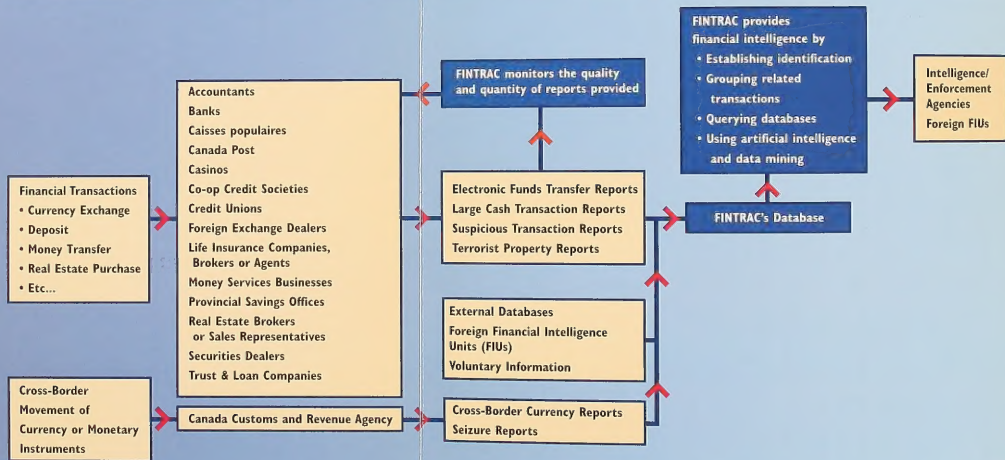 Financial Transactions
• Currency Exchange
• Deposit
• Money Transfer
• Real Estate Purchase
• Etc...
Cross-Border
Movement of
Currency or Monetary
Instruments
Accountants
Banks
Caisses populaires
Canada Post
Casinos
Co-op Credit Societies
Credit Unions
Foreign Exchange Dealers
Life Insurance Companies,
Brokers or Agents
Money Services Businesses
Provincial Savings Offices
Real Estate Brokers
or Sales Representatives
Securities Dealers
Trust & Loan Companies
Canada Customs and Revenue Agency
FINTRAC monitors the quality
and quantity of reports provided
Electronic Funds Transfer Reports
Large Cash Transaction Reports
Suspicious Transaction Reports
Terrorist Property Reports
External Databases
Foreign Financial Intelligence
Units (FIUs)
Voluntary Information
Cross-Border Currency Reports
Seizure Reports
FINTRAC provides
financial intelligence by
• Establishing identification
• Grouping related
transactions
• Querying databases
• Using artificial intelligence
and data mining
FINTRAC's Database
Intelligence/
Enforcement
Agencies
Foreign FIUs